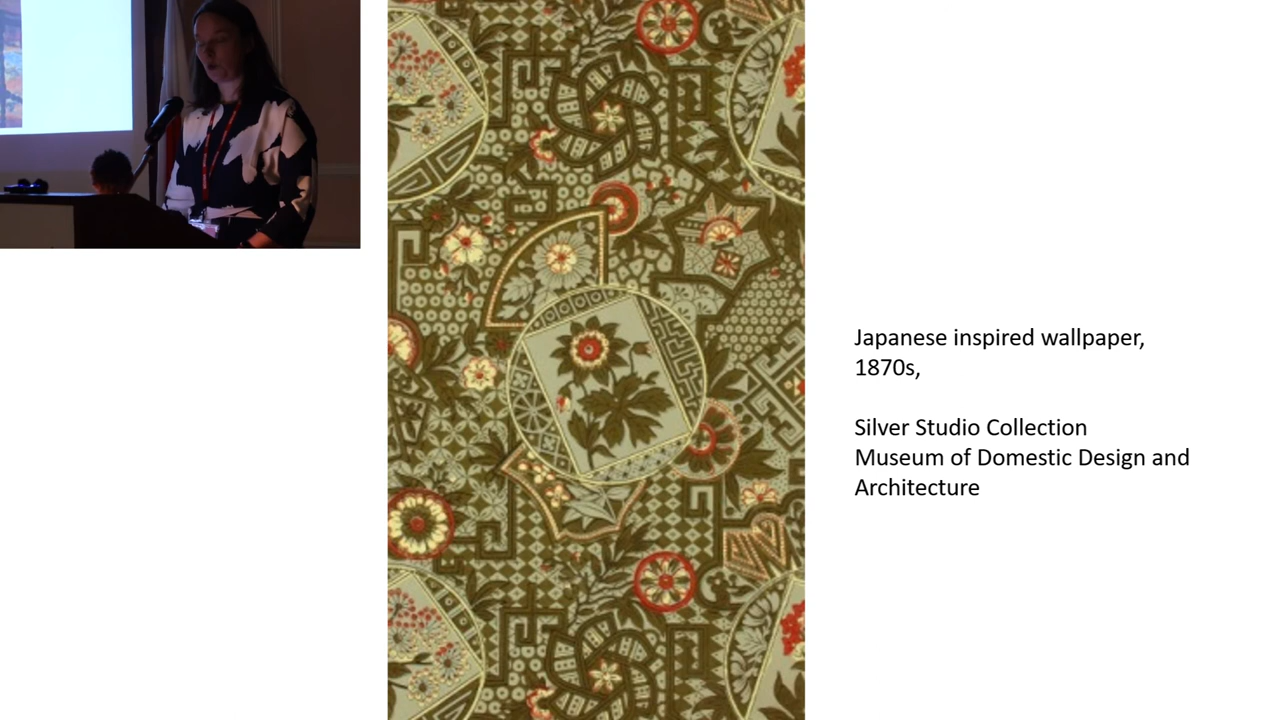 Japanese inspired wallpaper,
1870s,
Silver Studio Collection
Museum of Domestic Design and
Architecture